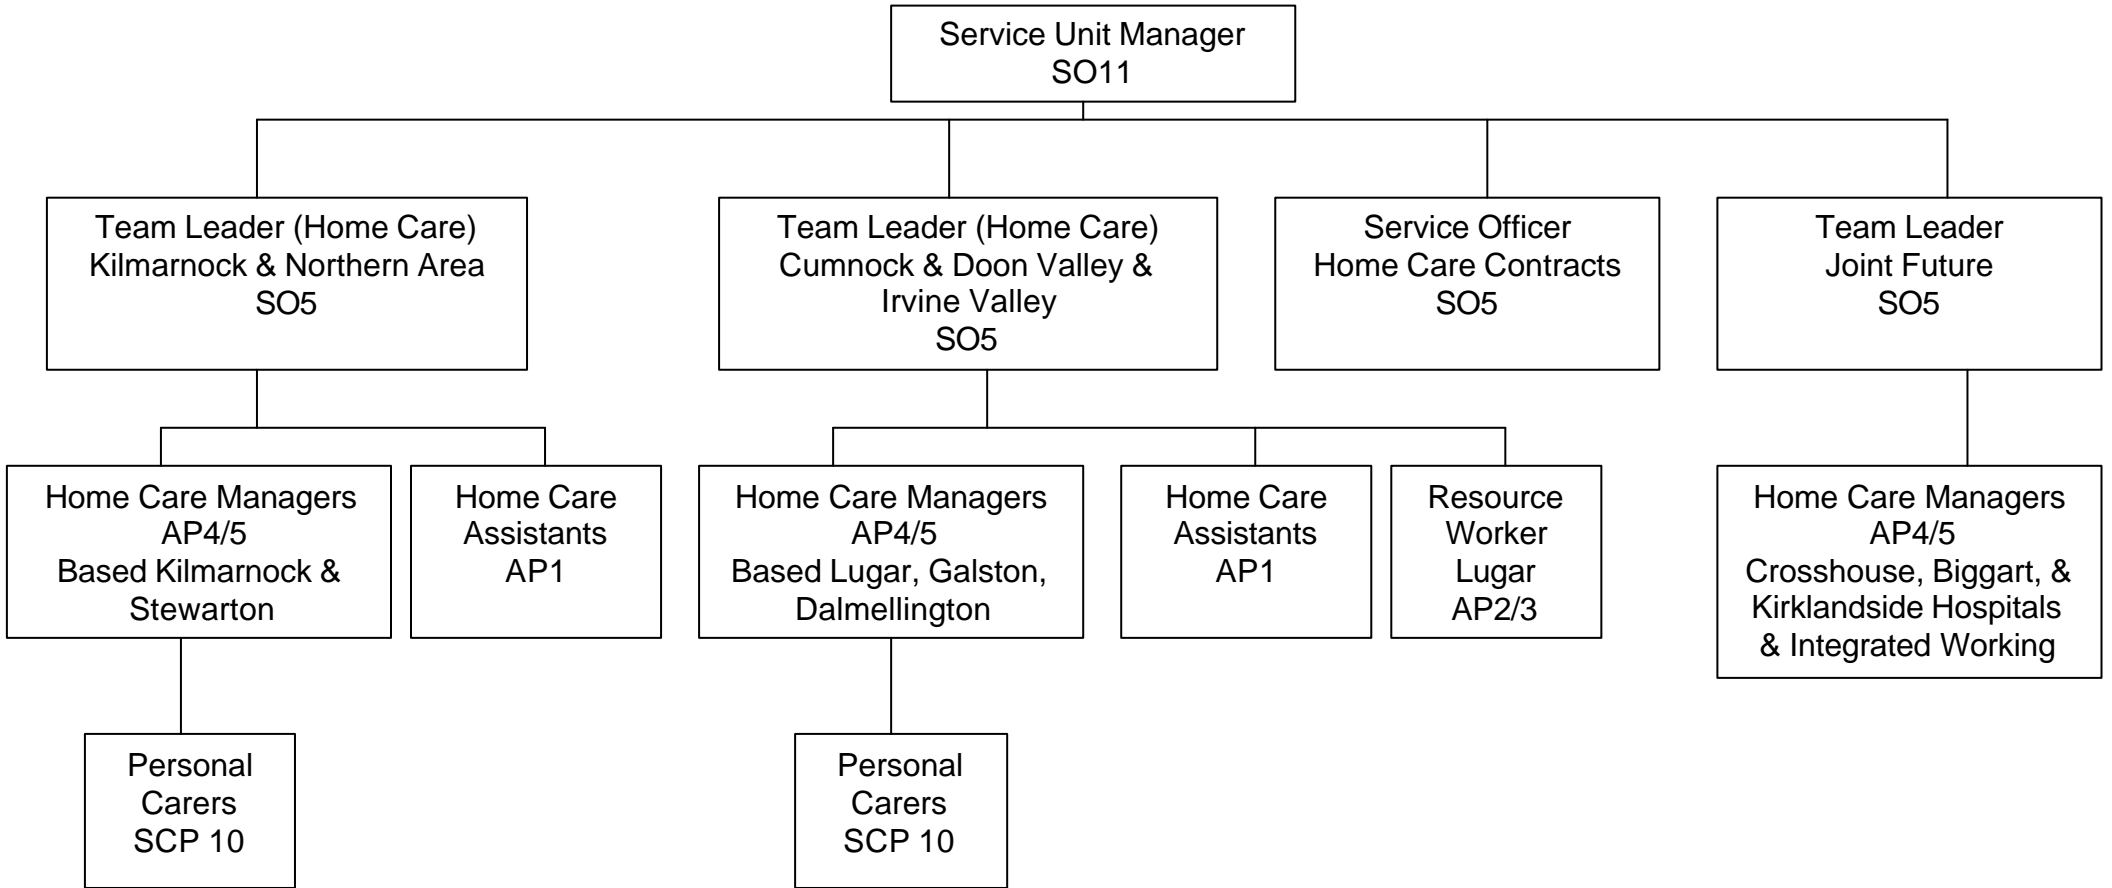 Service Unit Manager
SO11
Team Leader (Home Care)
Kilmarnock & Northern Area
SO5
Team Leader (Home Care)
Cumnock & Doon Valley &
Irvine Valley
SO5
Service Officer
Home Care Contracts
SO5
Team Leader
Joint Future
SO5
Home Care Managers
AP4/5
Based Kilmarnock &
Stewarton
Home Care
Assistants
AP1
Home Care Managers
AP4/5
Based Lugar, Galston,
Dalmellington
Home Care
Assistants
AP1
Resource
Worker
Lugar
AP2/3
Home Care Managers
AP4/5
Crosshouse, Biggart, &
Kirklandside Hospitals
& Integrated Working
Personal
Carers
SCP 10
Personal
Carers
SCP 10